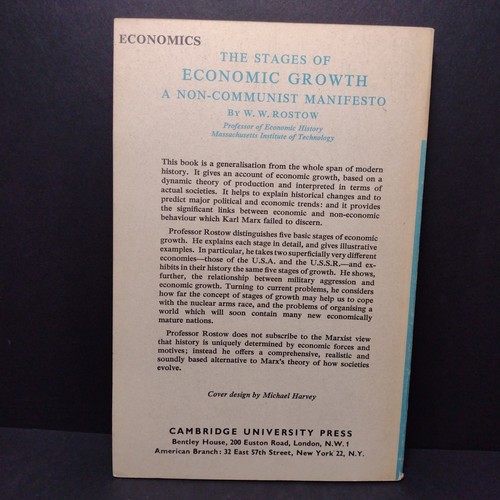 ECONOMICS
THE STAGES OF
ECONOMIC GROWTH
A NON-COMMUNIST MANIFESTO
BY W. W. ROSTOW
Professor of Economic History
Massachusetts Institute of Technology
This book is a generalisation from the whole span of modern
history. It gives an account of economic growth, based on a
dynamic theory of production and interpreted in terms of
actual societies. It helps to explain historical changes and to
predict major political and economic trends: and it provides
the significant links between economic and non-economic
behaviour which Karl Marx failed to discern.
Professor Rostow distinguishes five basic stages of economic
growth. He explains each stage in detail, and gives illustrative
examples. In particular, he takes two superficially very different
economies—those of the U.S.A. and the U.S.S.R.—and ex-
hibits in their history the same five stages of growth. He shows,
further, the relationship between military aggression and
economic growth. Turning to current problems, he considers
how far the concept of stages of growth may help us to cope
with the nuclear arms race, and the problems of organising a
world which will soon contain many new economically
mature nations.
Professor Rostow does not subscribe to the Marxist view
that history is uniquely determined by economic forces and
motives; instead he offers a comprehensive, realistic and
soundly based alternative to Marx's theory of how societies
evolve.
Cover design by Michael Harvey
CAMBRIDGE UNIVERSITY PRESS
Bentley House, 200 Euston Road, London, N.W. 1
American Branch: 32 East 57th Street, New York 22, N.Y.